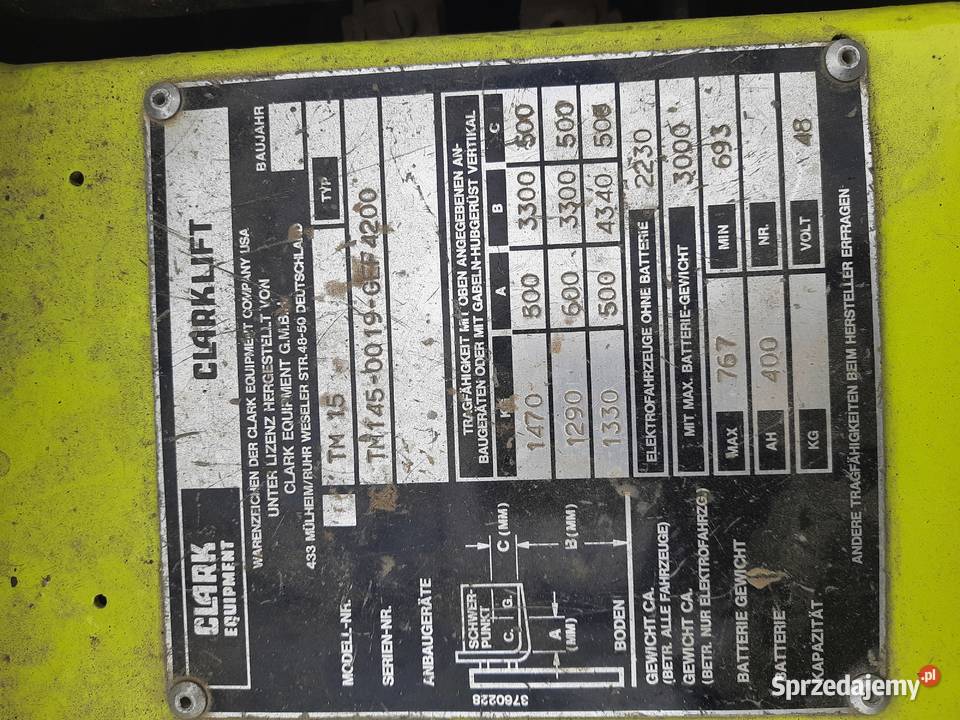 CLARK
EQUIPMENT
CLARKLIFT
WARENZEICHEN DER CLARK EQUIPMENT COMPANY USA
UNTER LIZENZ HERGESTELLT VON
CLARK EQUIPMENT G.M.B.H.
433 MÜLHEIM/RUHR WESELER STR. 48-50 DEUTSCHLAND
BAUJAHR
MODELL-NR. TM 15 TYP
SERIEN-NR. TM145-0019-GEF 4200
ANBAUGERÄTE
TRAGFÄHIGKEIT MIT OBEN ANGEGEBENEN AN-
BAUGERÄTEN ODER MIT GABELN-HUBGERÜST VERTIKAL
A B C
1470 500 3300 500
1290 600 3300 500
1330 500 4340 500
SCHWER-
PUNKT
C. G.
A
(MM)
C (MM)
B (MM)
BODEN
GEWICHT CA.
(BETR. ALLE FAHRZEUGE)
ELEKTROFAHRZEUGE OHNE BATTERIE 2230
GEWICHT CA.
(BETR. NUR ELEKTROFAHRZG.)
MIT MAX. BATTERIE-GEWICHT 3000
BATTERIE GEWICHT MAX 767 MIN 693
BATTERIE AH 400 NR.
KAPAZITÄT KG VOLT 48
ANDERE TRAGFÄHIGKEITEN BEIM HERSTELLER ERFRAGEN
3760228
Sprzedajemy.pl